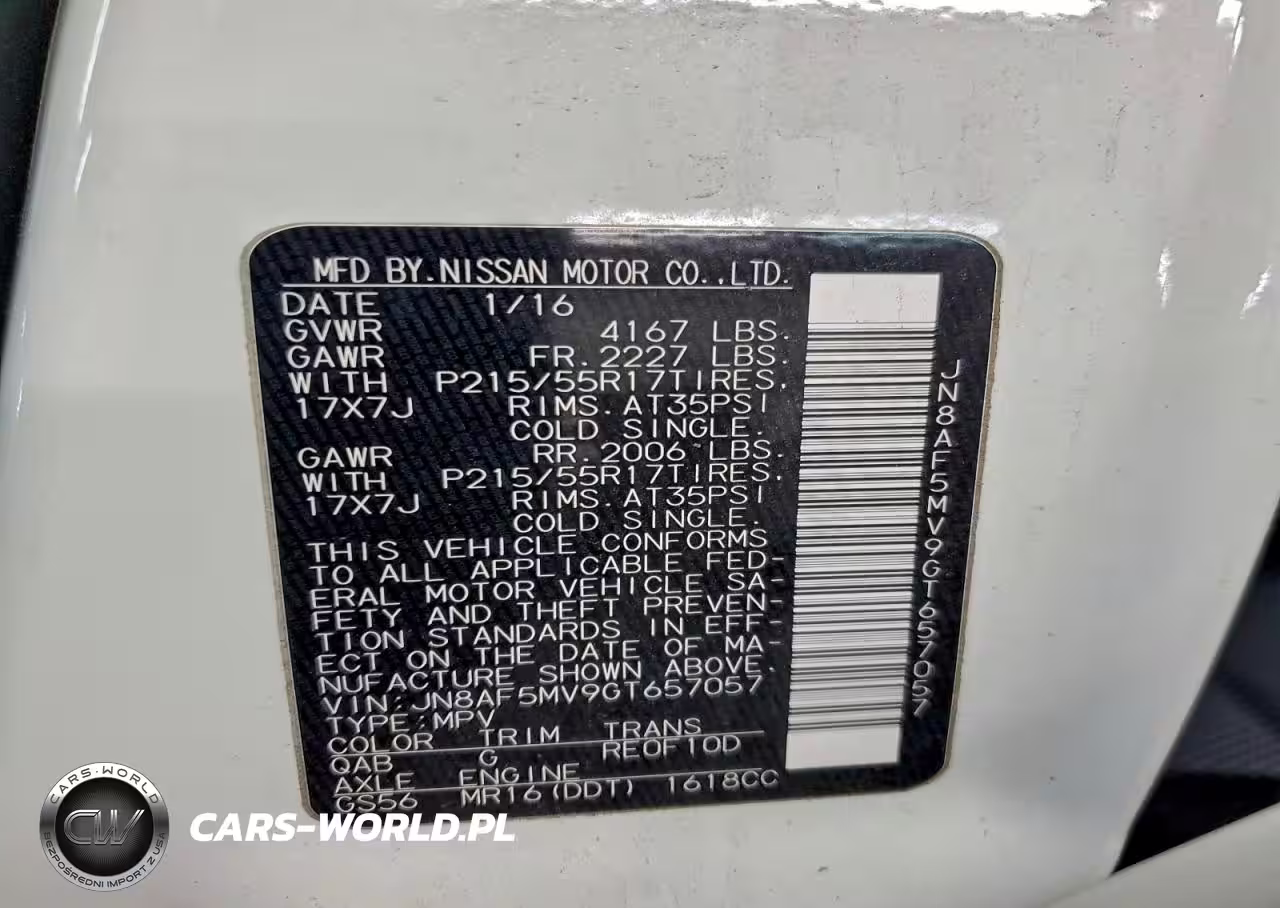 MFD BY.NISSAN MOTOR CO.,LTD.
DATE 1/16
GVWR 4167 LBS.
GAWR FR.2227 LBS.
WITH P215/55R17TIRES.
17X7J RIMS.AT35PSI
COLD SINGLE.
GAWR RR.2006 LBS.
WITH P215/55R17TIRES.
17X7J RIMS.AT35PSI
COLD SINGLE.
THIS VEHICLE CONFORMS
TO ALL APPLICABLE FED-
ERAL MOTOR VEHICLE SA-
FETY AND THEFT PREVEN-
TION STANDARDS IN EFF-
ECT ON THE DATE OF MA-
NUFACTURE SHOWN ABOVE.
VIN:JN8AF5MV9GT657057
TYPE:MPV
COLOR TRIM TRANS
QAB G RE0F10D
AXLE ENGINE
GS56 MR16(DDT) 1618CC
JN8AF5MV9GT657057
CARS-WORLD
CW
BEZPOŚREDNI IMPORT Z USA
CARS-WORLD.PL